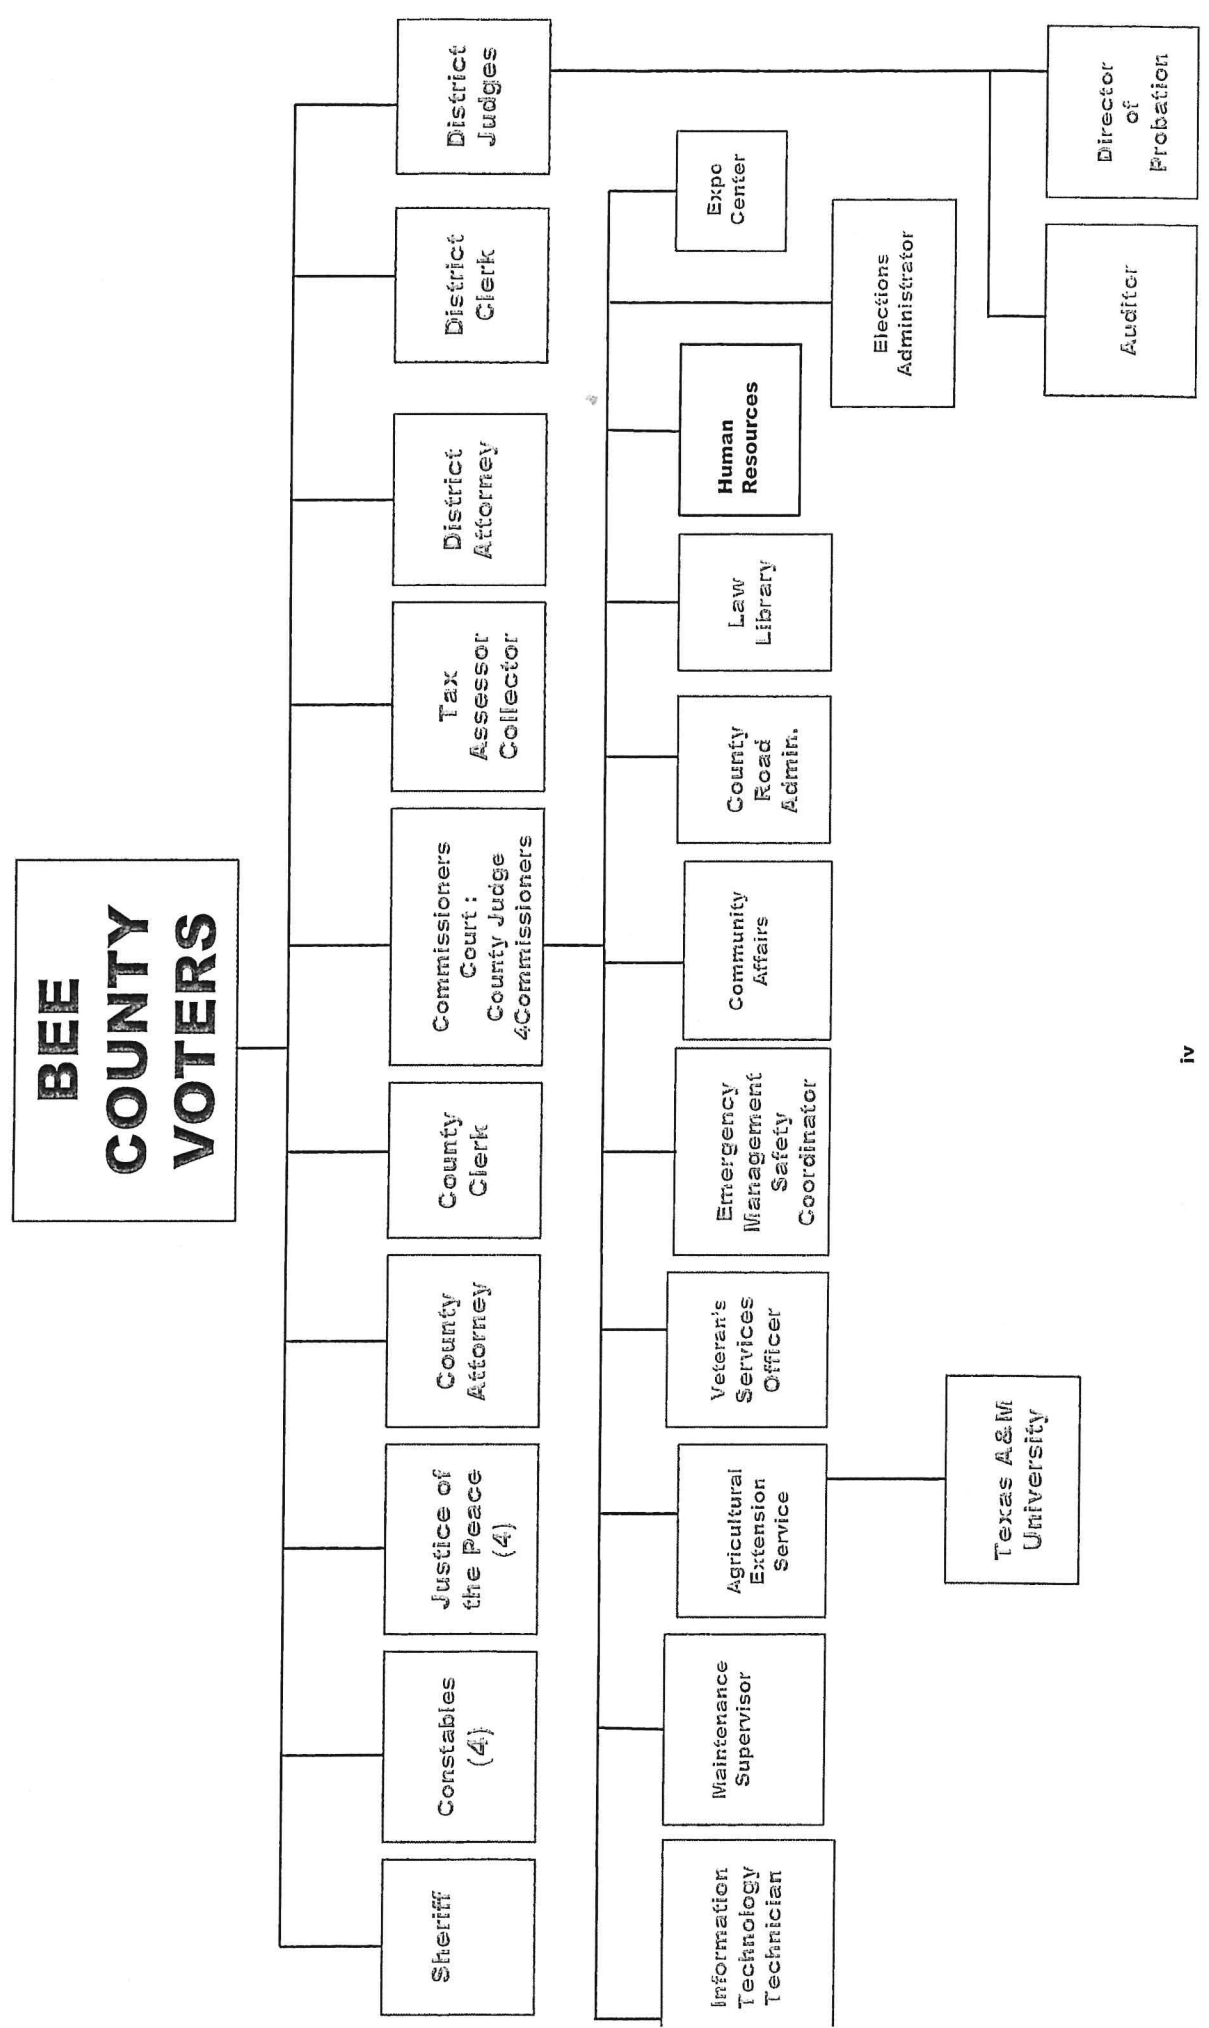 BEE
COUNTY
VOTERS
Sheriff
Constables
(4)
Justice of
the Peace
(4)
County
Attorney
County
Clerk
Commissioners
Court:
County Judge
4Commissioners
Tax
Assessor
Collector
District
Attorney
District
Clerk
District
Judges
Information
Technology
Technician
Maintenance
Supervisor
Agricultural
Extension
Service
Veteran's
Services
Officer
Emergency
Management
Safety
Coordinator
Community
Affairs
County
Road
Admin.
Law
Library
Human
Resources
Elections
Administrator
Expo
Center
Texas A&M
University
Auditor
Director
of
Probation
iv